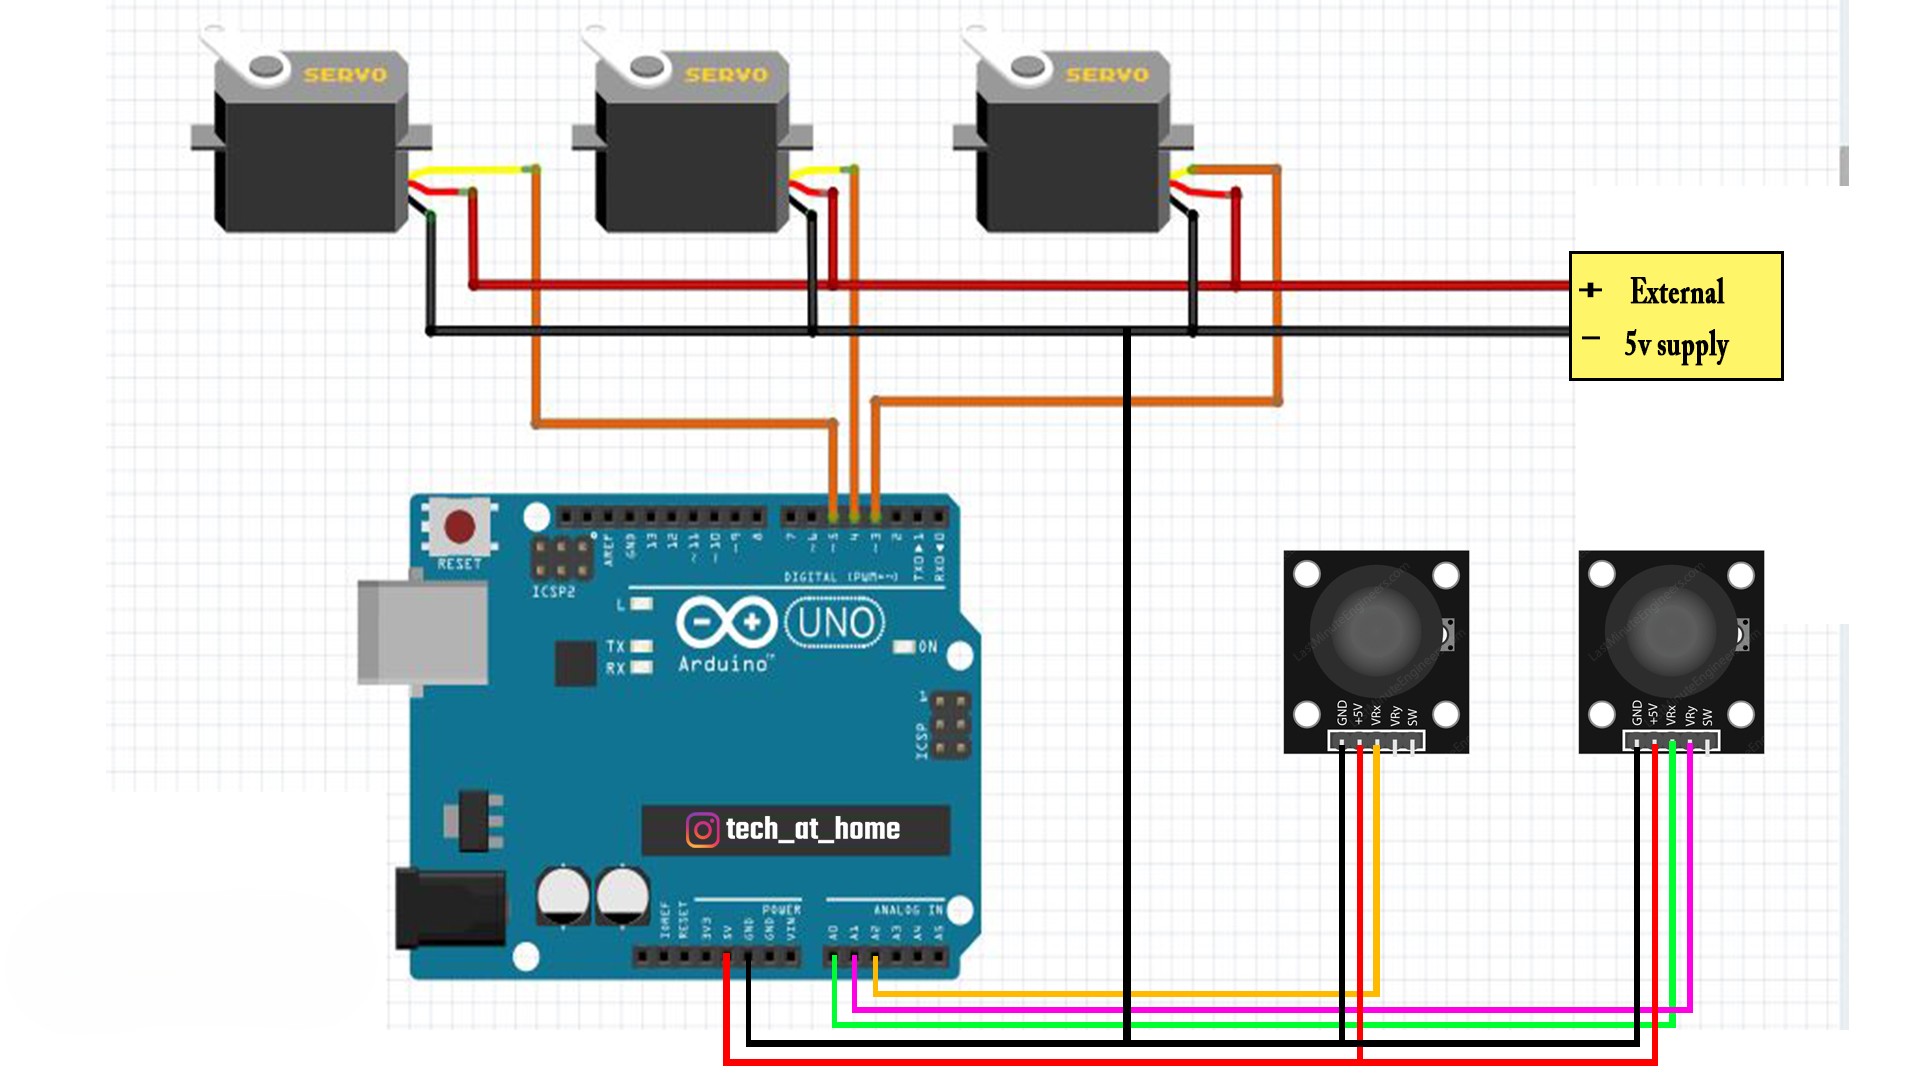 SERVO
SERVO
SERVO
+ External
− 5v supply
RESET
ICSP2
AREF
GND
13
12
~11
~10
~9
8
7
~6
~5
4
~3
2
TX0▶1
RX0◀0
DIGITAL (PWM=~)
L
TX
RX
UNO
Arduino™
ON
1
ICSP
tech_at_home
IOREF
RESET
3V3
5V
GND
GND
VIN
POWER
ANALOG IN
A0
A1
A2
A3
A4
A5
GND
+5V
VRx
VRy
SW
GND
+5V
VRx
VRy
SW